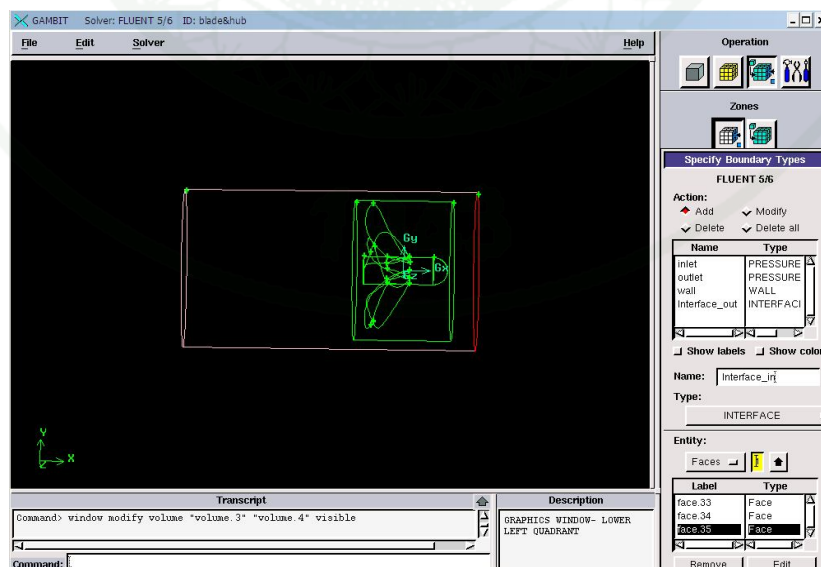 GAMBIT Solver: FLUENT 5/6 ID: blade&hub
File Edit Solver Help
Gy
Gx
Gz
Y
X
Z
Transcript
Command> window modify volume "volume.3" "volume.4" visible
Command:
Description
GRAPHICS WINDOW- LOWER
LEFT QUADRANT
Operation
Zones
Specify Boundary Types
FLUENT 5/6
Action:
Add Modify
Delete Delete all
Name Type
inlet PRESSURE
outlet PRESSURE
wall WALL
Interface_out INTERFACI
Show labels Show color
Name: Interface_in
Type:
INTERFACE
Entity:
Faces
Label Type
face.33 Face
face.34 Face
face.35 Face
Remove Edit